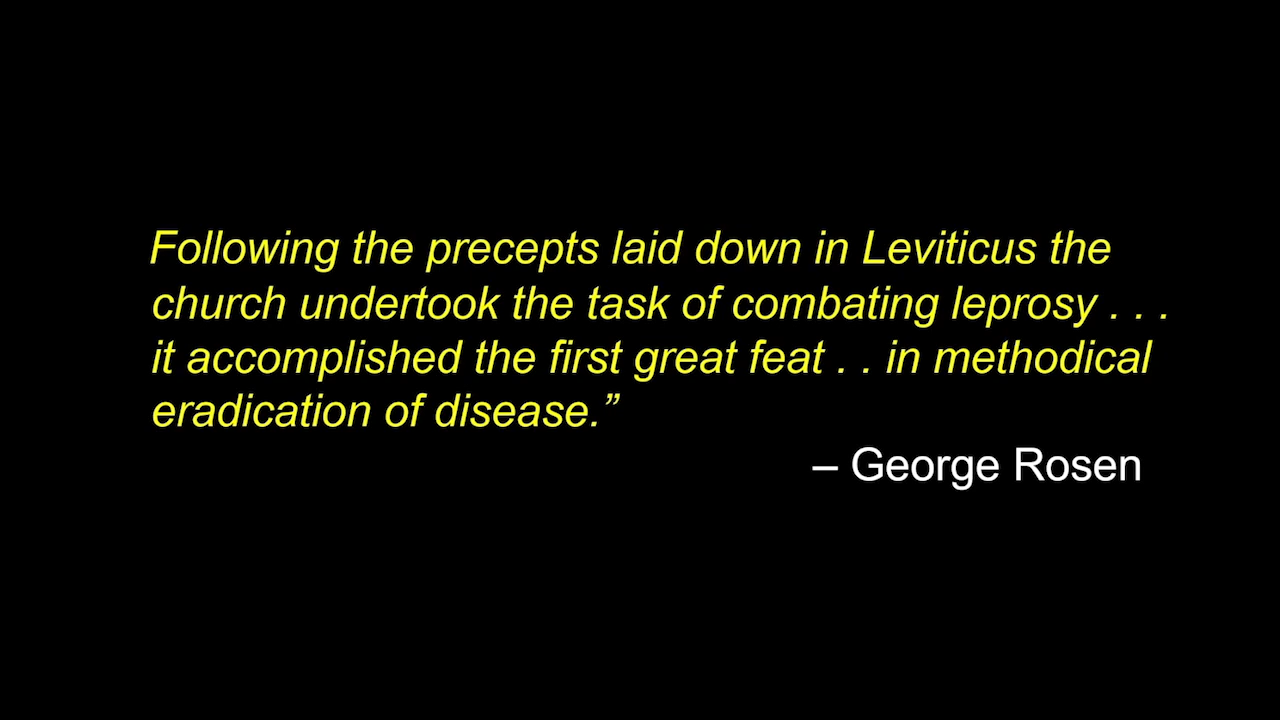 Following the precepts laid down in Leviticus the
church undertook the task of combating leprosy . . .
it accomplished the first great feat . . in methodical
eradication of disease.”
– George Rosen